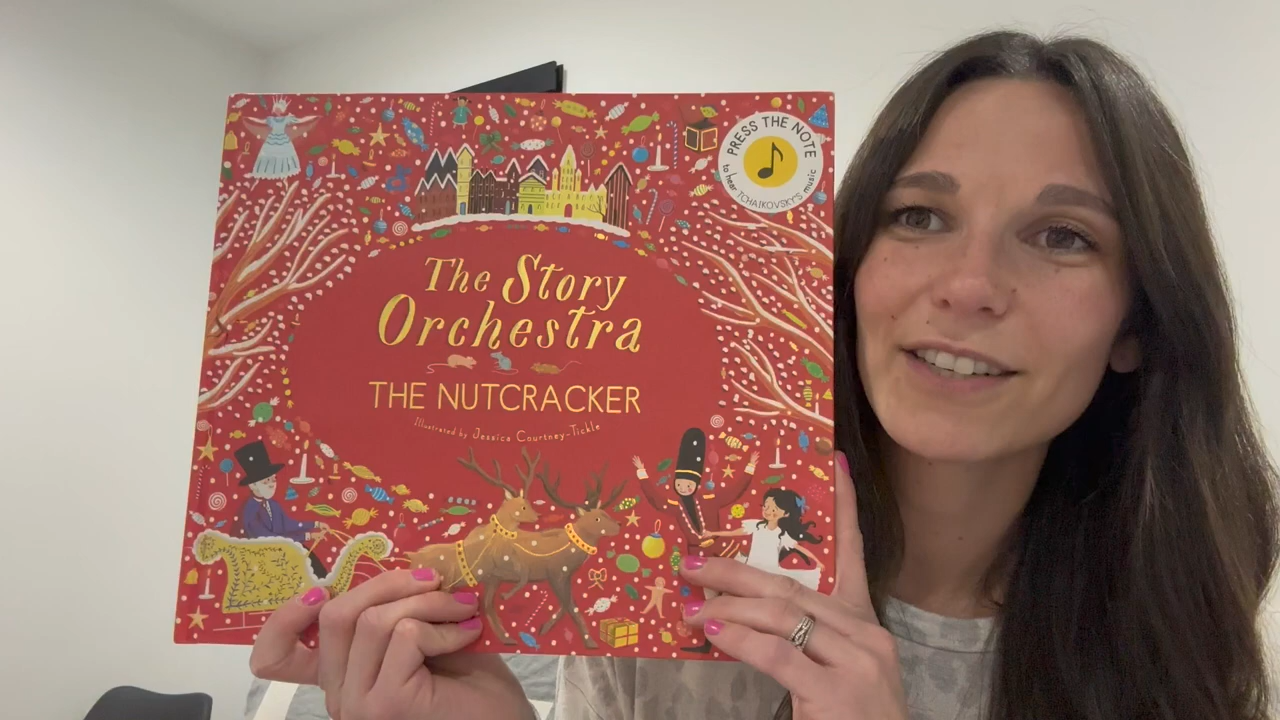 PRESS THE NOTE
to hear TCHAIKOVSKY'S music
The Story
Orchestra
THE NUTCRACKER
Illustrated by Jessica Courtney-Tickle